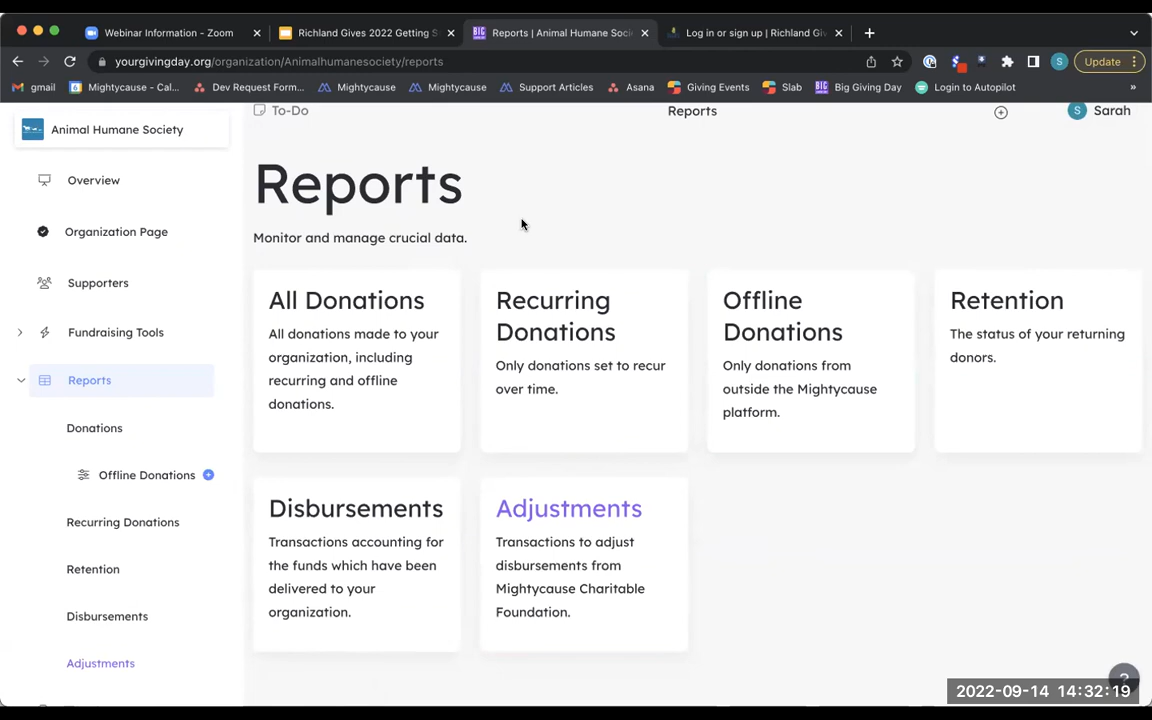 Webinar Information - Zoom
Richland Gives 2022 Getting S
BIG
Reports | Animal Humane Soci
Log in or sign up | Richland Giv
yourgivingday.org/organization/Animalhumanesociety/reports
S
Update
gmail
Mightycause - Cal...
Dev Request Form...
Mightycause
Mightycause
Support Articles
Asana
Giving Events
Slab
BIG
Big Giving Day
Login to Autopilot
»
Animal Humane Society
To-Do
Reports
S
Sarah
Overview
Organization Page
Supporters
Fundraising Tools
Reports
Donations
Offline Donations
Recurring Donations
Retention
Disbursements
Adjustments
Reports
Monitor and manage crucial data.
All Donations
All donations made to your
organization, including
recurring and offline
donations.
Recurring
Donations
Only donations set to recur
over time.
Offline
Donations
Only donations from
outside the Mightycause
platform.
Retention
The status of your returning
donors.
Disbursements
Transactions accounting for
the funds which have been
delivered to your
organization.
Adjustments
Transactions to adjust
disbursements from
Mightycause Charitable
Foundation.
?
2022-09-14 14:32:19